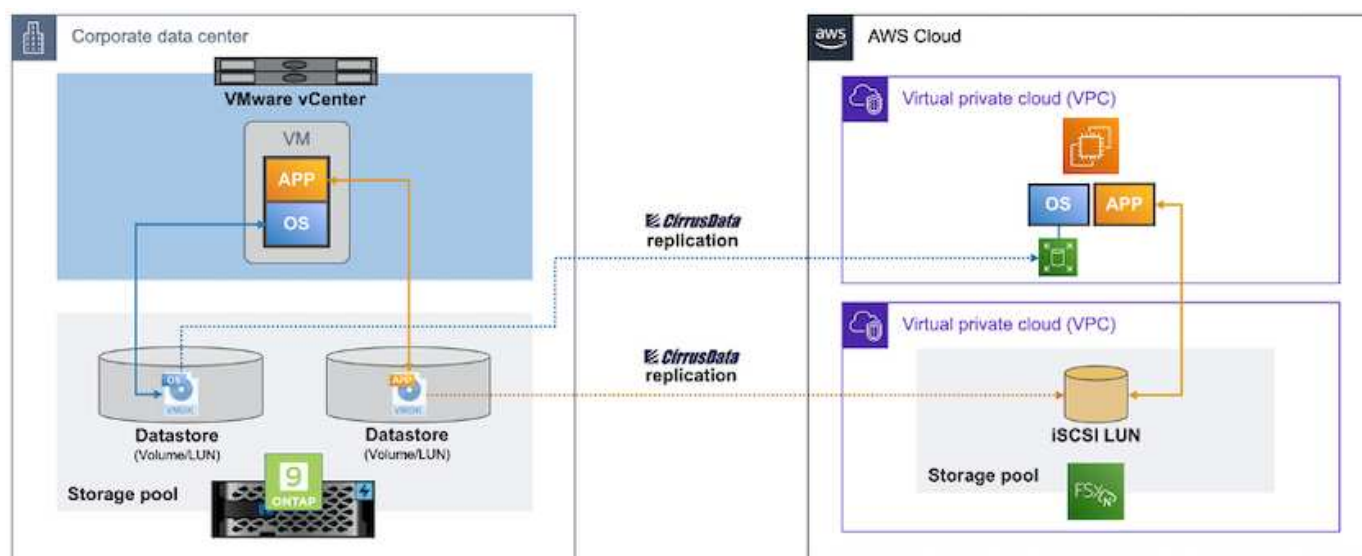 Corporate data center
VMware vCenter
VM
APP
OS
OS
VMDK
Datastore
(Volume/LUN)
APP
VMDK
Datastore
(Volume/LUN)
Storage pool
9
ONTAP
CirrusData
replication
CirrusData
replication
aws
AWS Cloud
Virtual private cloud (VPC)
OS
APP
Virtual private cloud (VPC)
iSCSI LUN
Storage pool
FSx
N